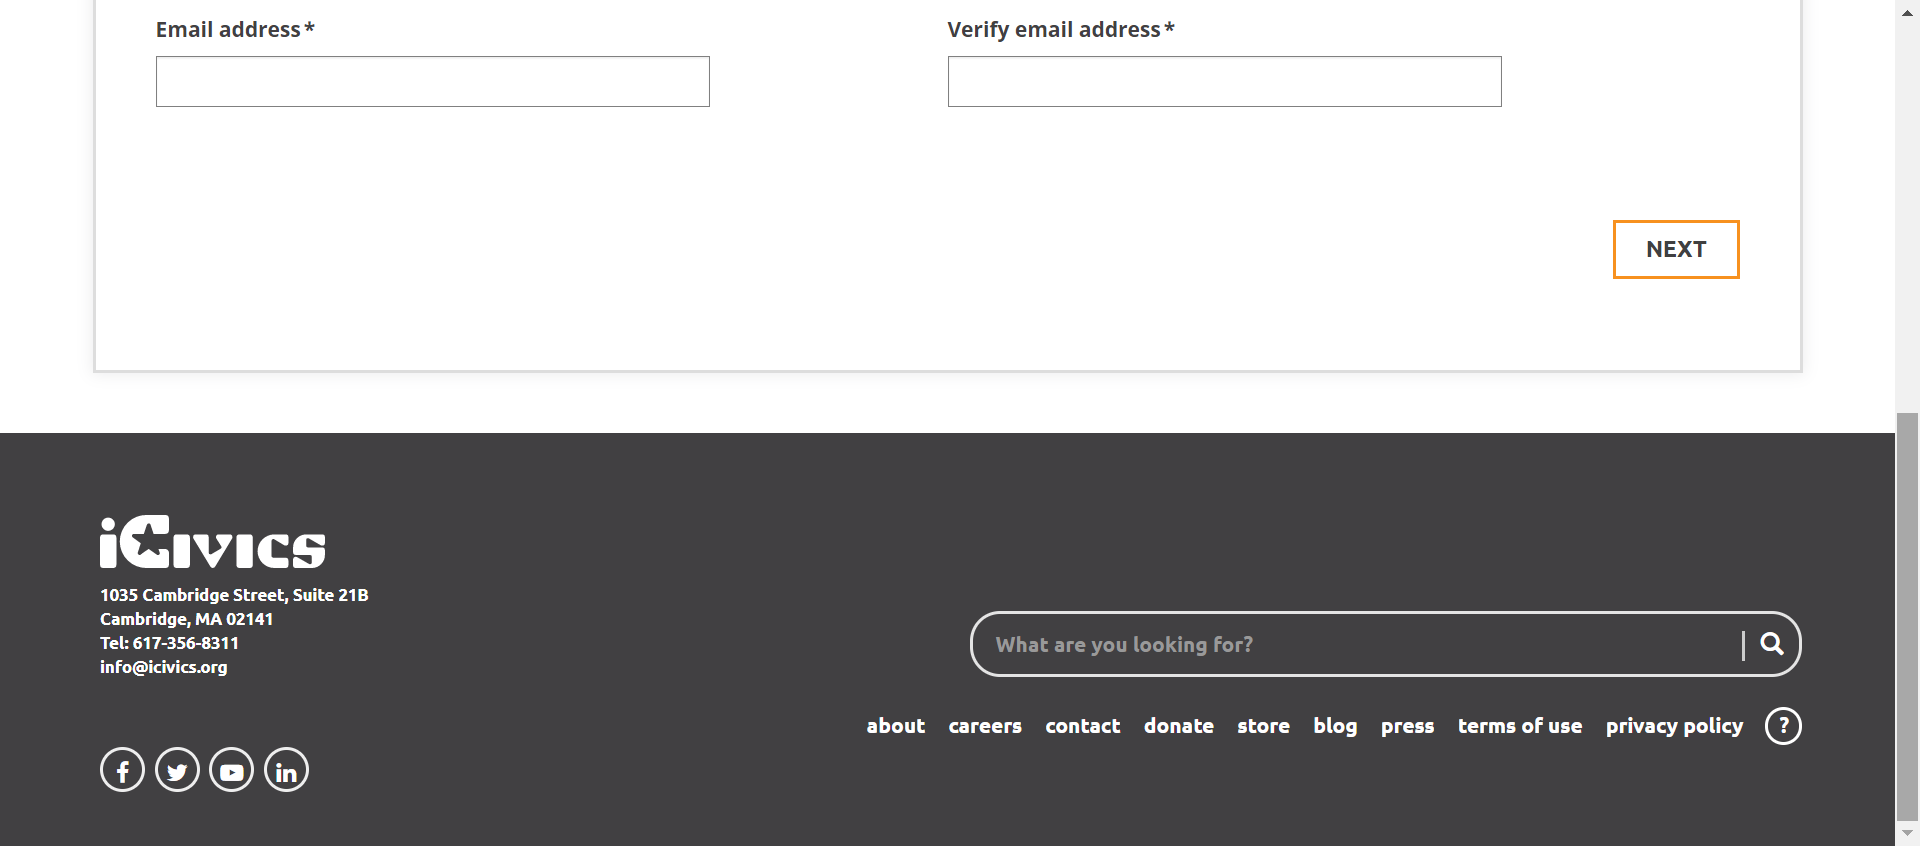 Email address*
Verify email address*
NEXT
iCivics
1035 Cambridge Street, Suite 21B
Cambridge, MA 02141
Tel: 617-356-8311
info@icivics.org
What are you looking for?
about careers contact donate store blog press terms of use privacy policy ?